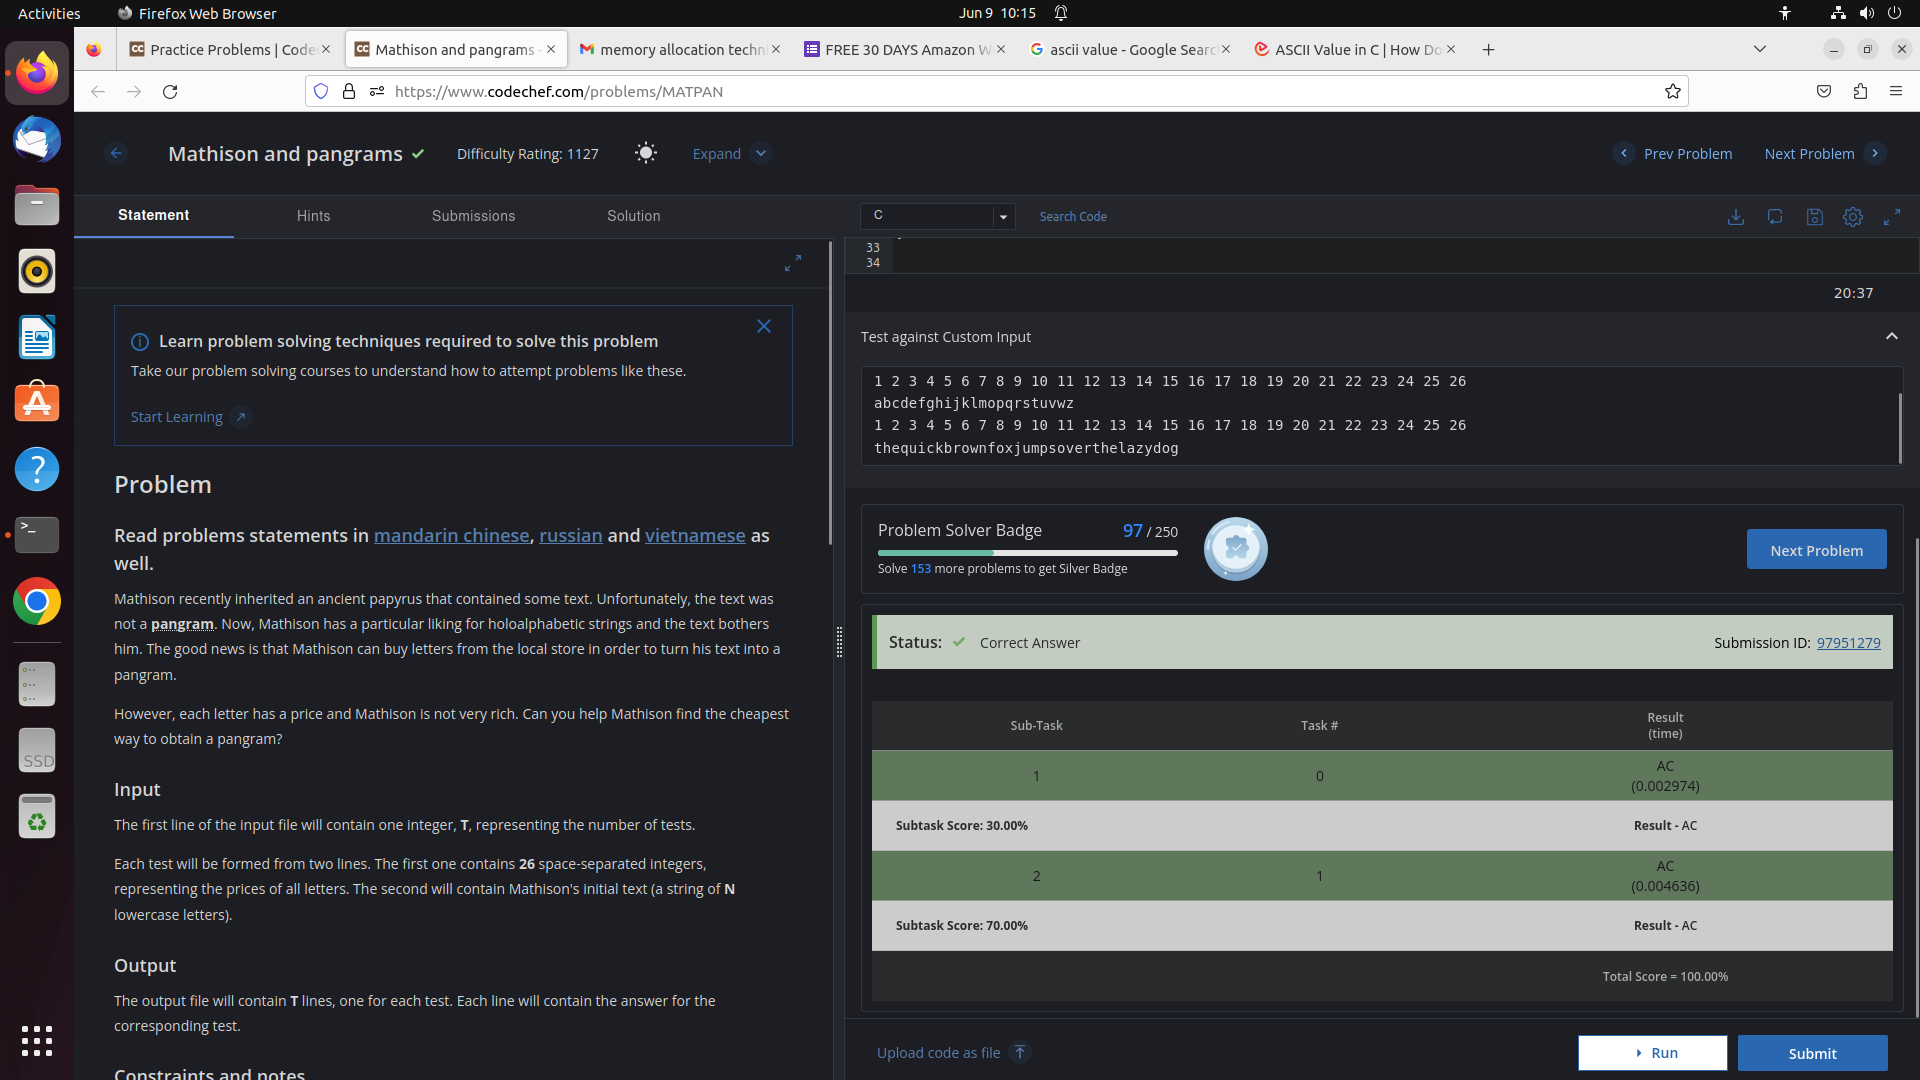 Activities
Firefox Web Browser
Jun 9 10:15
Practice Problems | Code
Mathison and pangrams -
memory allocation techni
FREE 30 DAYS Amazon W
ascii value - Google Searc
ASCII Value in C | How Do
https://www.codechef.com/problems/MATPAN
Mathison and pangrams
Difficulty Rating: 1127
Expand
Prev Problem
Next Problem
Statement
Hints
Submissions
Solution
C
Search Code
33
34
20:37
Learn problem solving techniques required to solve this problem
Take our problem solving courses to understand how to attempt problems like these.
Start Learning
Problem
Read problems statements in mandarin chinese, russian and vietnamese as
well.
Mathison recently inherited an ancient papyrus that contained some text. Unfortunately, the text was
not a pangram. Now, Mathison has a particular liking for holoalphabetic strings and the text bothers
him. The good news is that Mathison can buy letters from the local store in order to turn his text into a
pangram.
However, each letter has a price and Mathison is not very rich. Can you help Mathison find the cheapest
way to obtain a pangram?
Input
The first line of the input file will contain one integer, T, representing the number of tests.
Each test will be formed from two lines. The first one contains 26 space-separated integers,
representing the prices of all letters. The second will contain Mathison's initial text (a string of N
lowercase letters).
Output
The output file will contain T lines, one for each test. Each line will contain the answer for the
corresponding test.
Constraints and notes
Test against Custom Input
1 2 3 4 5 6 7 8 9 10 11 12 13 14 15 16 17 18 19 20 21 22 23 24 25 26
abcdefghijklmopqrstuvwz
1 2 3 4 5 6 7 8 9 10 11 12 13 14 15 16 17 18 19 20 21 22 23 24 25 26
thequickbrownfoxjumpsoverthelazydog
Problem Solver Badge
97 / 250
Solve 153 more problems to get Silver Badge
Next Problem
Status:
Correct Answer
Submission ID: 97951279
Sub-Task
Task #
Result
(time)
1
0
AC
(0.002974)
Subtask Score: 30.00%
Result - AC
2
1
AC
(0.004636)
Subtask Score: 70.00%
Result - AC
Total Score = 100.00%
Upload code as file
Run
Submit
SSD